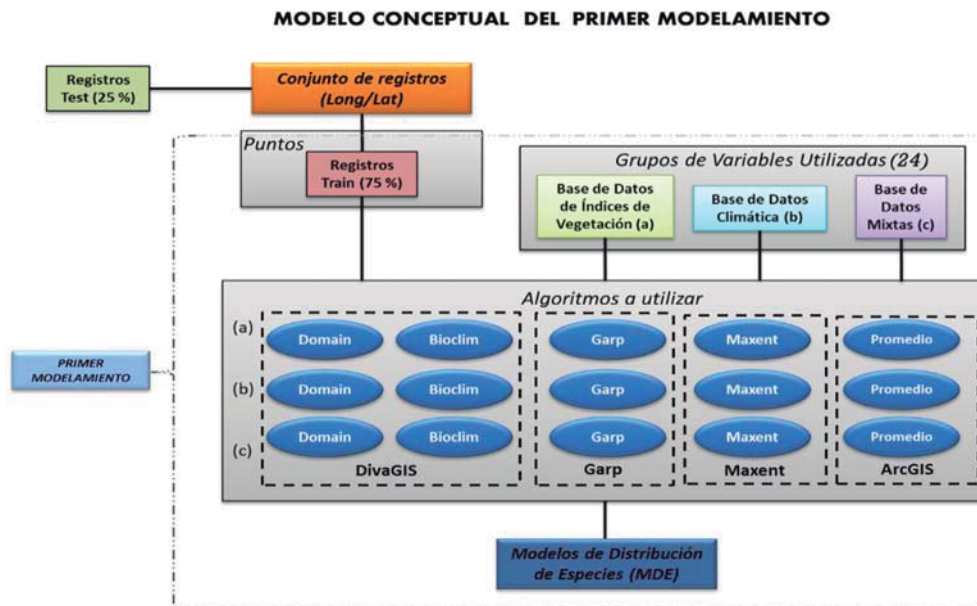 MODELO CONCEPTUAL DEL PRIMER MODELAMIENTO
Registros
Test (25 %)
Conjunto de registros
(Long/Lat)
Puntos
Registros
Train (75 %)
Grupos de Variables Utilizadas (24)
Base de Datos
de Índices de
Vegetación (a)
Base de Datos
Climática (b)
Base de
Datos
Mixtas (c)
Algoritmos a utilizar
(a)
Domain
Bioclim
Garp
Maxent
Promedio
PRIMER
MODELAMIENTO
(b)
Domain
Bioclim
Garp
Maxent
Promedio
(c)
Domain
Bioclim
Garp
Maxent
Promedio
DivaGIS
Garp
Maxent
ArcGIS
Modelos de Distribución
de Especies (MDE)